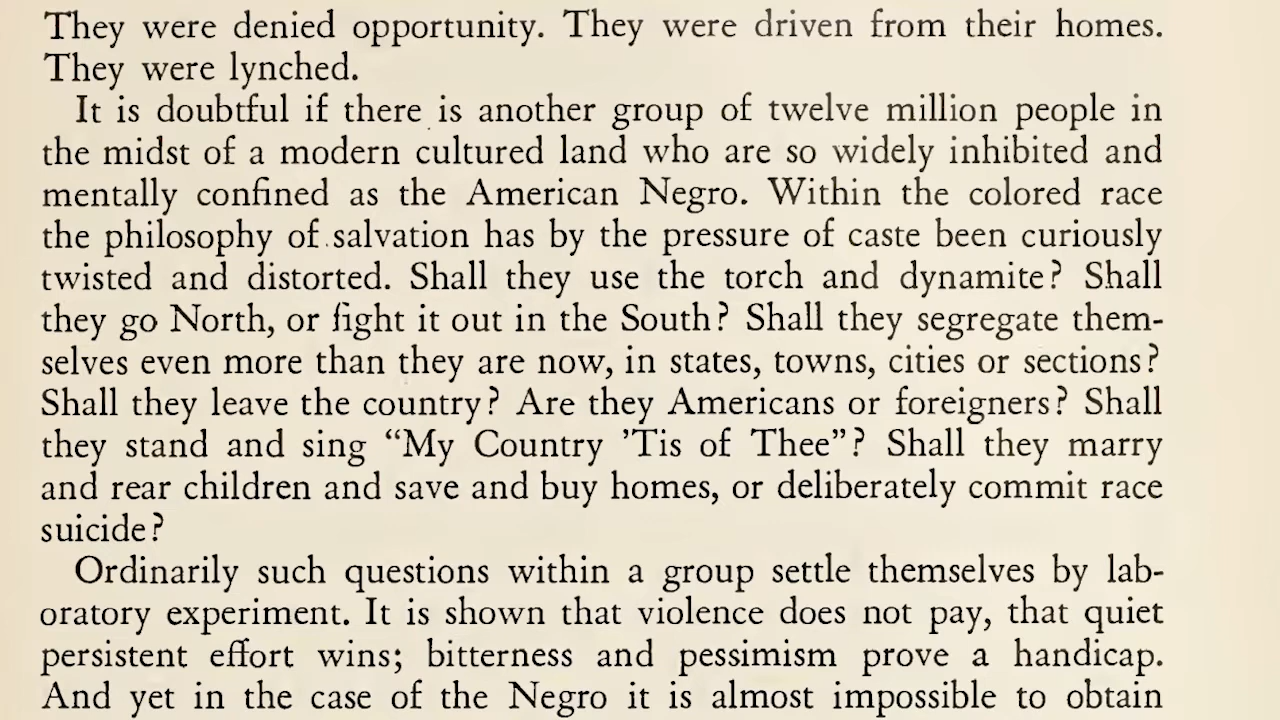 They were denied opportunity. They were driven from their homes.
They were lynched.
It is doubtful if there is another group of twelve million people in
the midst of a modern cultured land who are so widely inhibited and
mentally confined as the American Negro. Within the colored race
the philosophy of salvation has by the pressure of caste been curiously
twisted and distorted. Shall they use the torch and dynamite? Shall
they go North, or fight it out in the South? Shall they segregate them-
selves even more than they are now, in states, towns, cities or sections?
Shall they leave the country? Are they Americans or foreigners? Shall
they stand and sing “My Country ’Tis of Thee”? Shall they marry
and rear children and save and buy homes, or deliberately commit race
suicide?
Ordinarily such questions within a group settle themselves by lab-
oratory experiment. It is shown that violence does not pay, that quiet
persistent effort wins; bitterness and pessimism prove a handicap.
And yet in the case of the Negro it is almost impossible to obtain